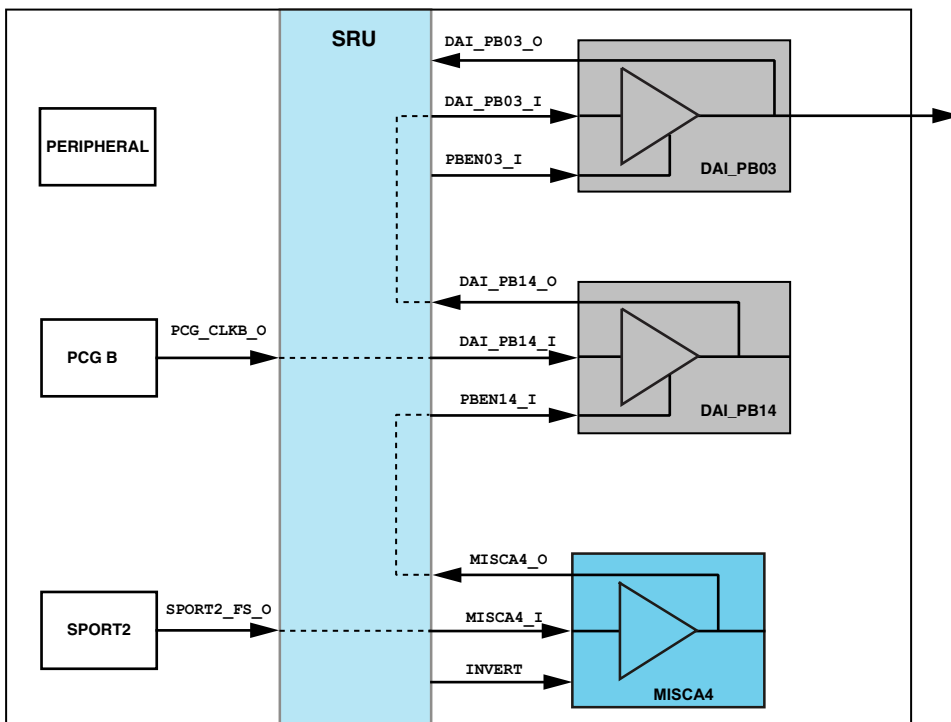 SRU
DAI_PB03_O
DAI_PB03_I
PERIPHERAL
PBEN03_I
DAI_PB03
DAI_PB14_O
PCG_CLKB_O
DAI_PB14_I
PCG B
PBEN14_I
DAI_PB14
MISCA4_O
SPORT2_FS_O
MISCA4_I
SPORT2
INVERT
MISCA4